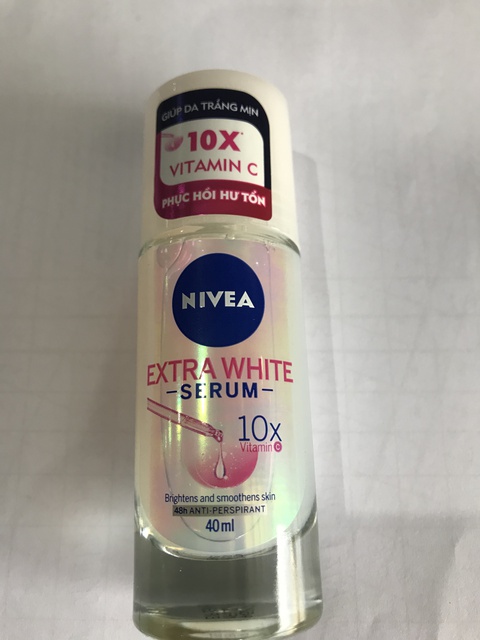 GIÚP DA TRẮNG MỊN
10X*
VITAMIN C
PHỤC HỒI HƯ TỔN
NIVEA
EXTRA WHITE
–SERUM–
10x
Vitamin C
Brightens and smoothens skin
48h ANTI-PERSPIRANT
40ml